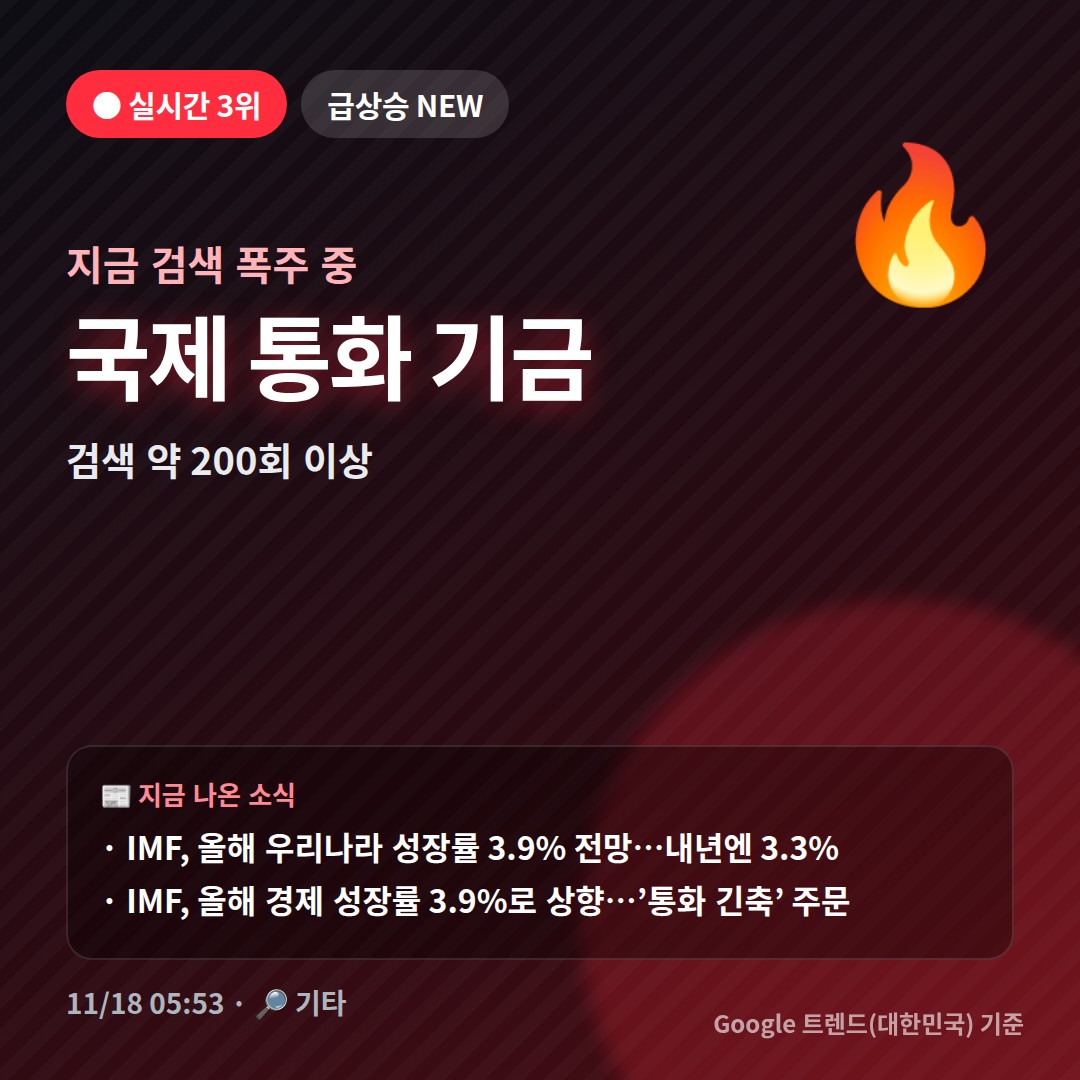 실시간 3위
급상승 NEW
지금 검색 폭주 중
국제 통화 기금
검색 약 200회 이상
지금 나온 소식
· IMF, 올해 우리나라 성장률 3.9% 전망…내년엔 3.3%
· IMF, 올해 경제 성장률 3.9%로 상향…’통화 긴축’ 주문
11/18 05:53 · 🔎 기타
Google 트렌드(대한민국) 기준